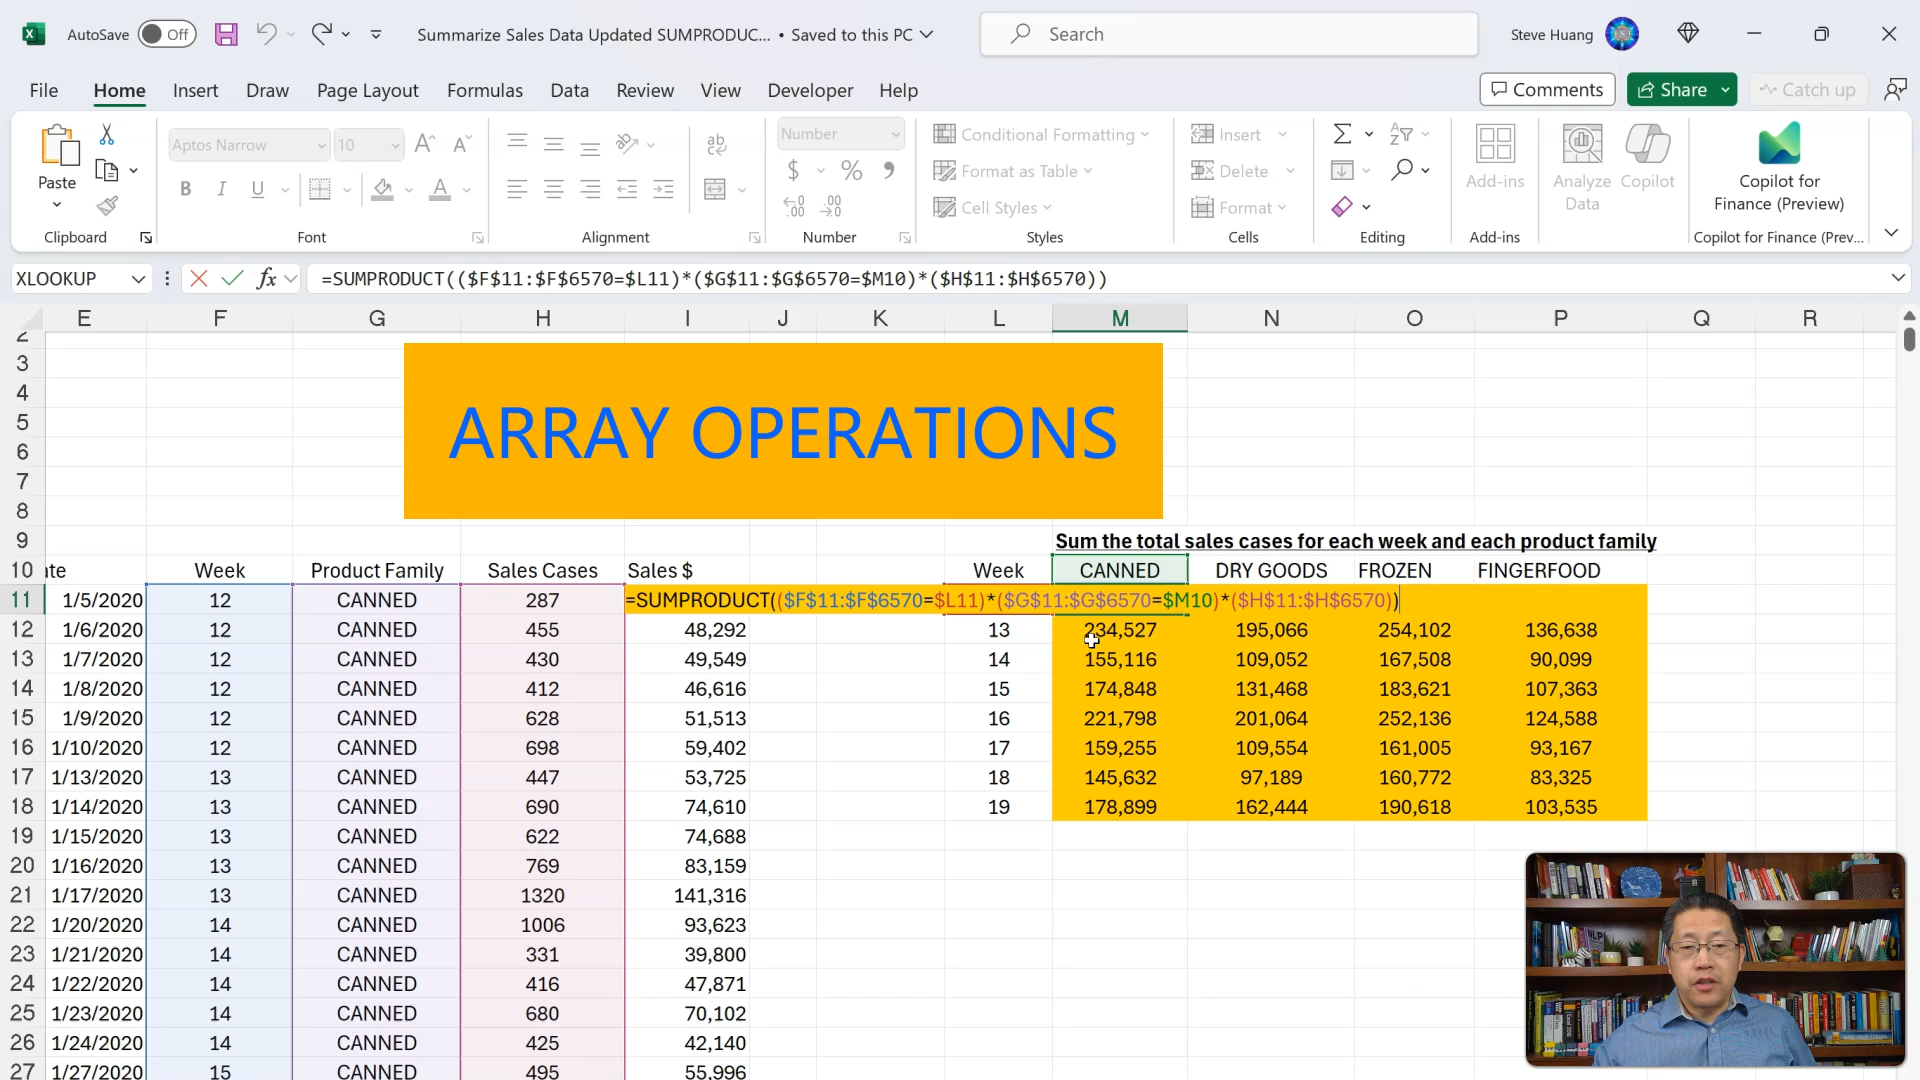 AutoSave Off Summarize Sales Data Updated SUMPRODUC... • Saved to this PC Search Steve Huang
File Home Insert Draw Page Layout Formulas Data Review View Developer Help Comments Share Catch up
Paste Aptos Narrow 10 B I U A ab Number $ % Conditional Formatting Format as Table Cell Styles Insert Delete Format Add-ins Analyze Data Copilot Copilot for Finance (Preview)
Clipboard Font Alignment Number Styles Cells Editing Add-ins Copilot for Finance (Prev...
XLOOKUP fx =SUMPRODUCT(($F$11:$F$6570=$L11)*($G$11:$G$6570=$M10)*($H$11:$H$6570))
E F G H I J K L M N O P Q R
2
3
4
ARRAY OPERATIONS
5
6
7
8
9 Sum the total sales cases for each week and each product family
10 te Week Product Family Sales Cases Sales $ Week CANNED DRY GOODS FROZEN FINGERFOOD
11 1/5/2020 12 CANNED 287 =SUMPRODUCT(($F$11:$F$6570=$L11)*($G$11:$G$6570=$M10)*($H$11:$H$6570))
12 1/6/2020 12 CANNED 455 48,292 13 234,527 195,066 254,102 136,638
13 1/7/2020 12 CANNED 430 49,549 14 155,116 109,052 167,508 90,099
14 1/8/2020 12 CANNED 412 46,616 15 174,848 131,468 183,621 107,363
15 1/9/2020 12 CANNED 628 51,513 16 221,798 201,064 252,136 124,588
16 1/10/2020 12 CANNED 698 59,402 17 159,255 109,554 161,005 93,167
17 1/13/2020 13 CANNED 447 53,725 18 145,632 97,189 160,772 83,325
18 1/14/2020 13 CANNED 690 74,610 19 178,899 162,444 190,618 103,535
19 1/15/2020 13 CANNED 622 74,688
20 1/16/2020 13 CANNED 769 83,159
21 1/17/2020 13 CANNED 1320 141,316
22 1/20/2020 14 CANNED 1006 93,623
23 1/21/2020 14 CANNED 331 39,800
24 1/22/2020 14 CANNED 416 47,871
25 1/23/2020 14 CANNED 680 70,102
26 1/24/2020 14 CANNED 425 42,140
27 1/27/2020 15 CANNED 495 55,996